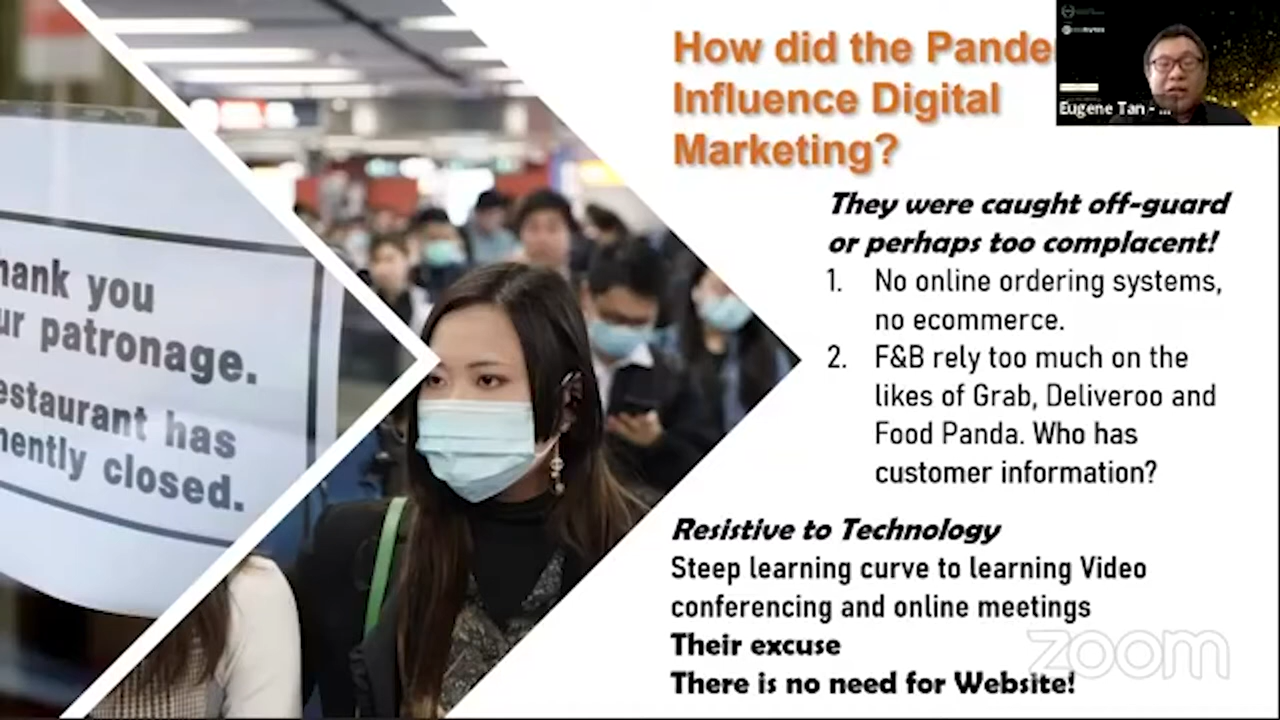 How did the Pande
Influence Digital
Marketing?
Eugene Tan - ...
They were caught off-guard
or perhaps too complacent!
1. No online ordering systems,
no ecommerce.
2. F&B rely too much on the
likes of Grab, Deliveroo and
Food Panda. Who has
customer information?
Resistive to Technology
Steep learning curve to learning Video
conferencing and online meetings
Their excuse
There is no need for Website!
zoom
hank you
ur patronage.
estaurant has
nently closed.